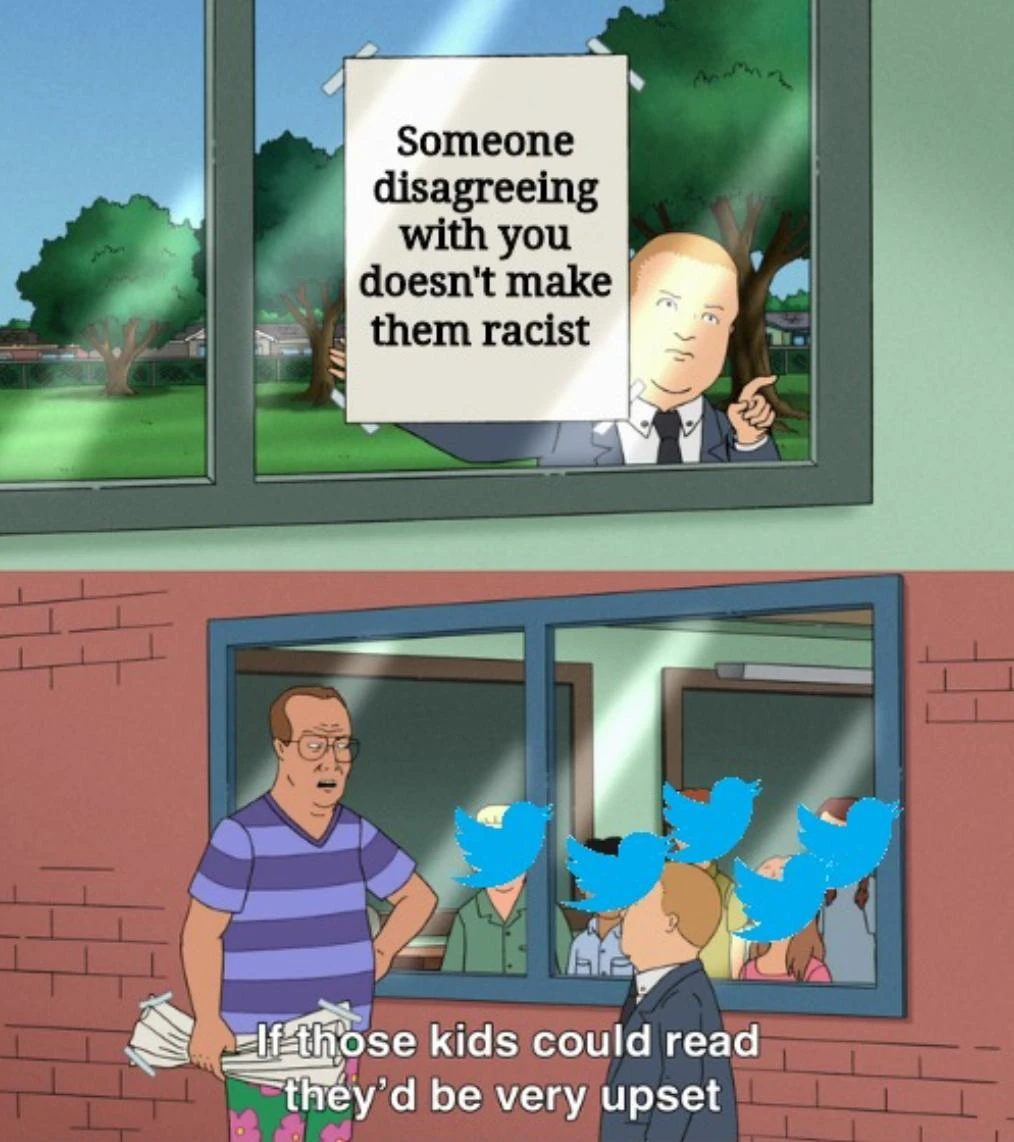 Someone
disagreeing
with you
doesn't make
them racist
If those kids could read
they'd be very upset